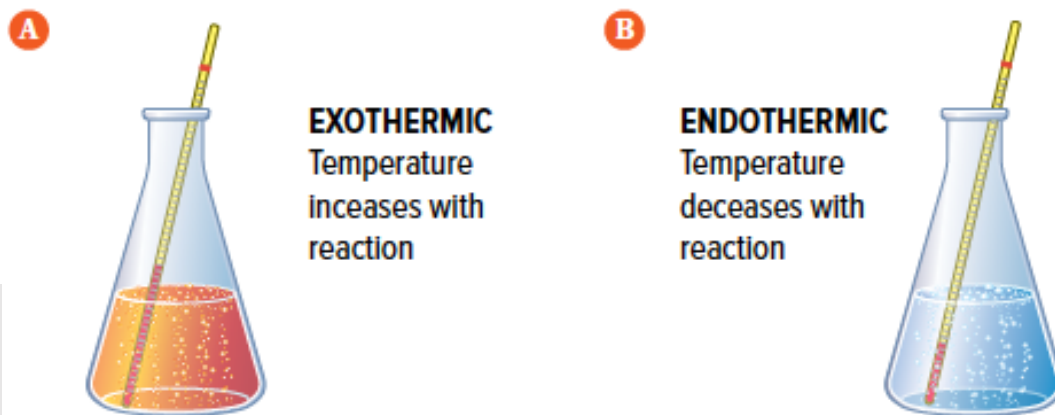 A
EXOTHERMIC
Temperature
inceases with
reaction
B
ENDOTHERMIC
Temperature
deceases with
reaction